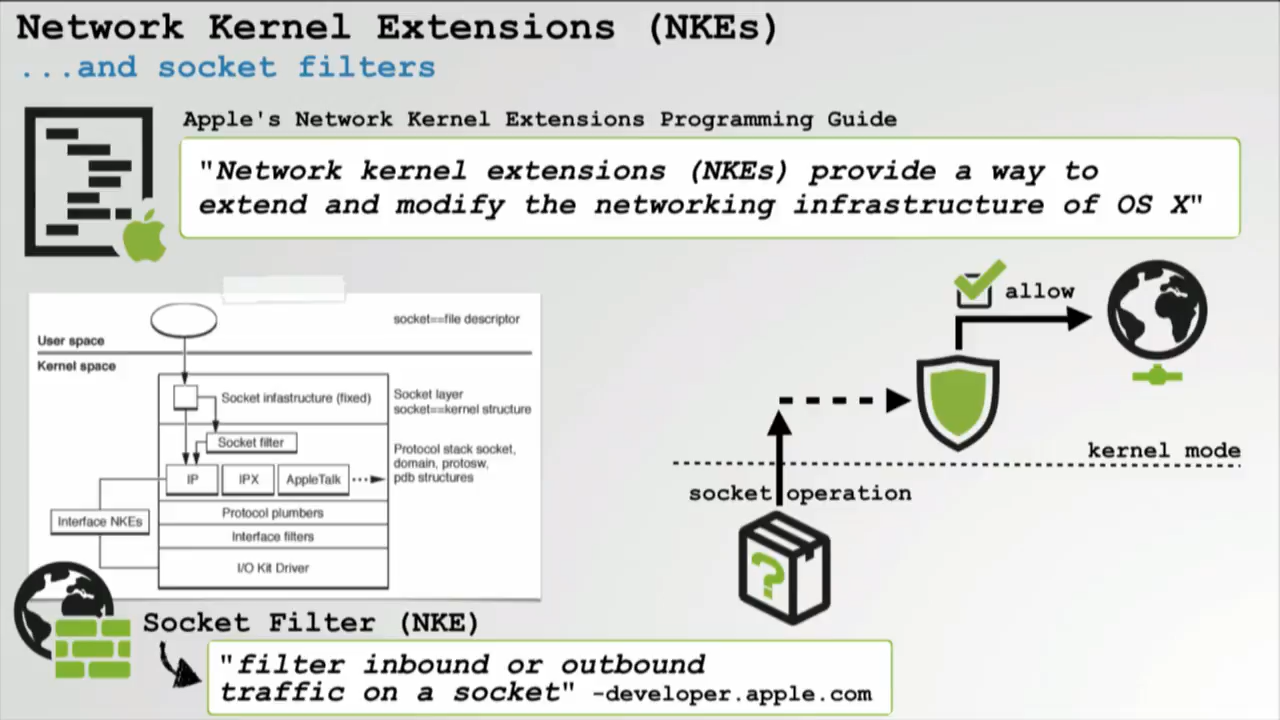 Network Kernel Extensions (NKEs)
...and socket filters
Apple's Network Kernel Extensions Programming Guide
"Network kernel extensions (NKEs) provide a way to
extend and modify the networking infrastructure of OS X"
socket==file descriptor
User space
Kernel space
Socket infastructure (fixed)
Socket layer
socket==kernel structure
Socket filter
Protocol stack socket,
domain, protosw,
pdb structures
IP
IPX
AppleTalk
Interface NKEs
Protocol plumbers
Interface filters
I/O Kit Driver
allow
kernel mode
socket operation
?
Socket Filter (NKE)
"filter inbound or outbound
traffic on a socket" -developer.apple.com